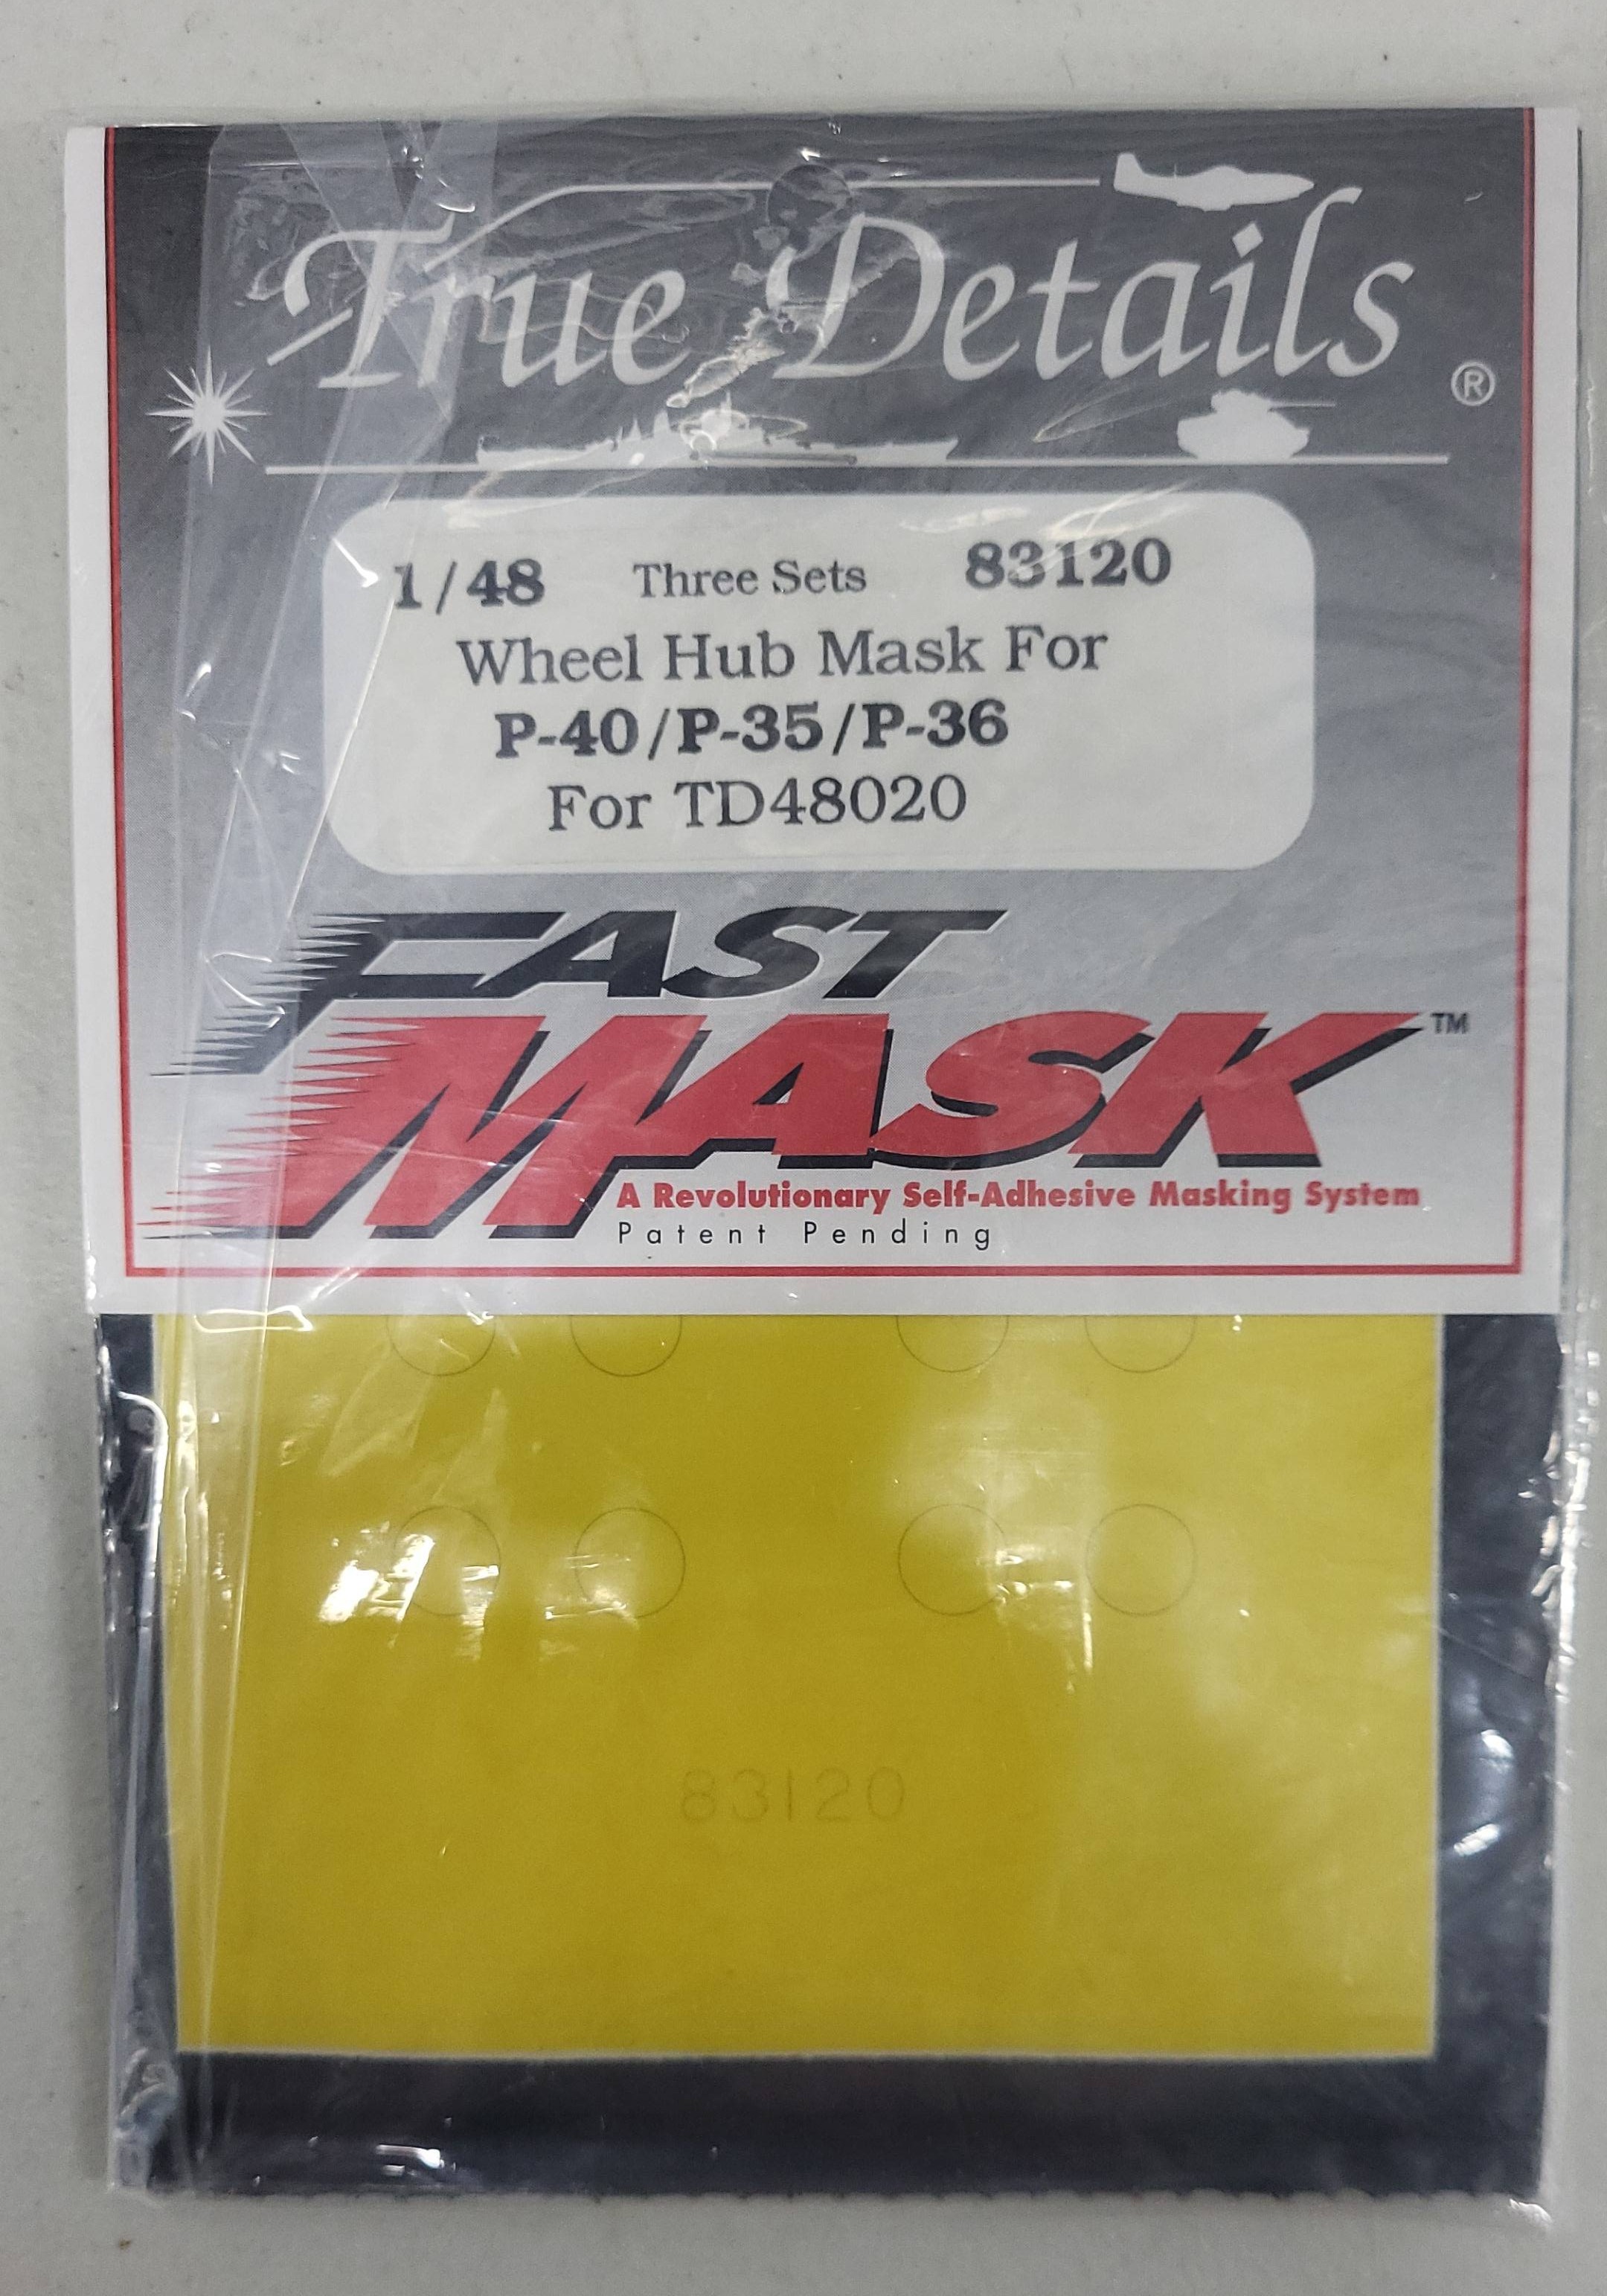 True Details ®
1/48 Three Sets 83120
Wheel Hub Mask For
P-40/P-35/P-36
For TD48020
FAST
MASK ™
A Revolutionary Self-Adhesive Masking System
Patent Pending
83120